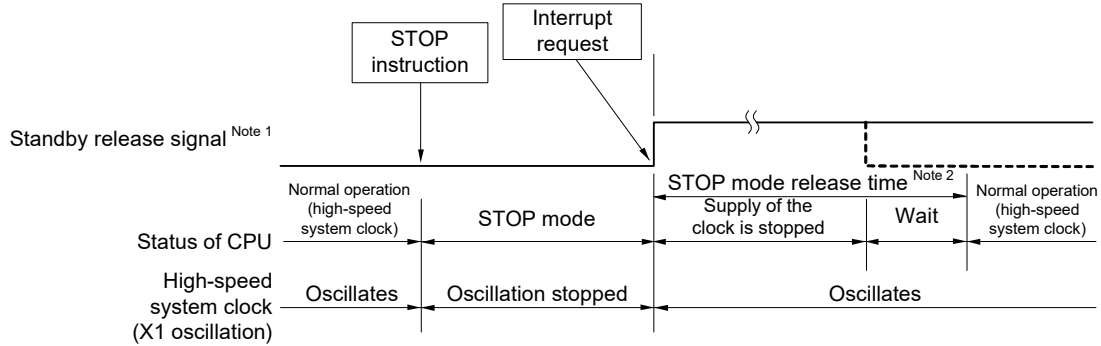 Interrupt
request
STOP
instruction
Standby release signal Note 1
STOP mode release time Note 2
Normal operation
(high-speed
system clock)
STOP mode
Supply of the
clock is stopped
Wait
Normal operation
(high-speed
system clock)
Status of CPU
High-speed
system clock
(X1 oscillation)
Oscillates
Oscillation stopped
Oscillates